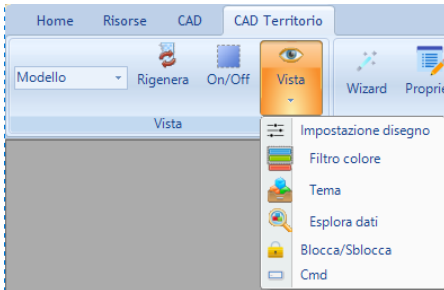 Home Risorse CAD CAD Territorio
Modello Rigenera On/Off Vista Wizard
Vista
Impostazione disegno
Filtro colore
Tema
Esplora dati
Blocca/Sblocca
Cmd